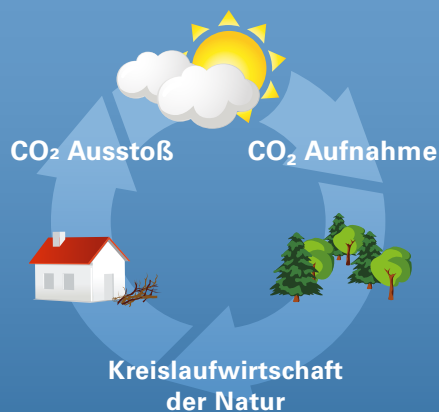 CO₂ Ausstoß
CO₂ Aufnahme
Kreislaufwirtschaft
der Natur